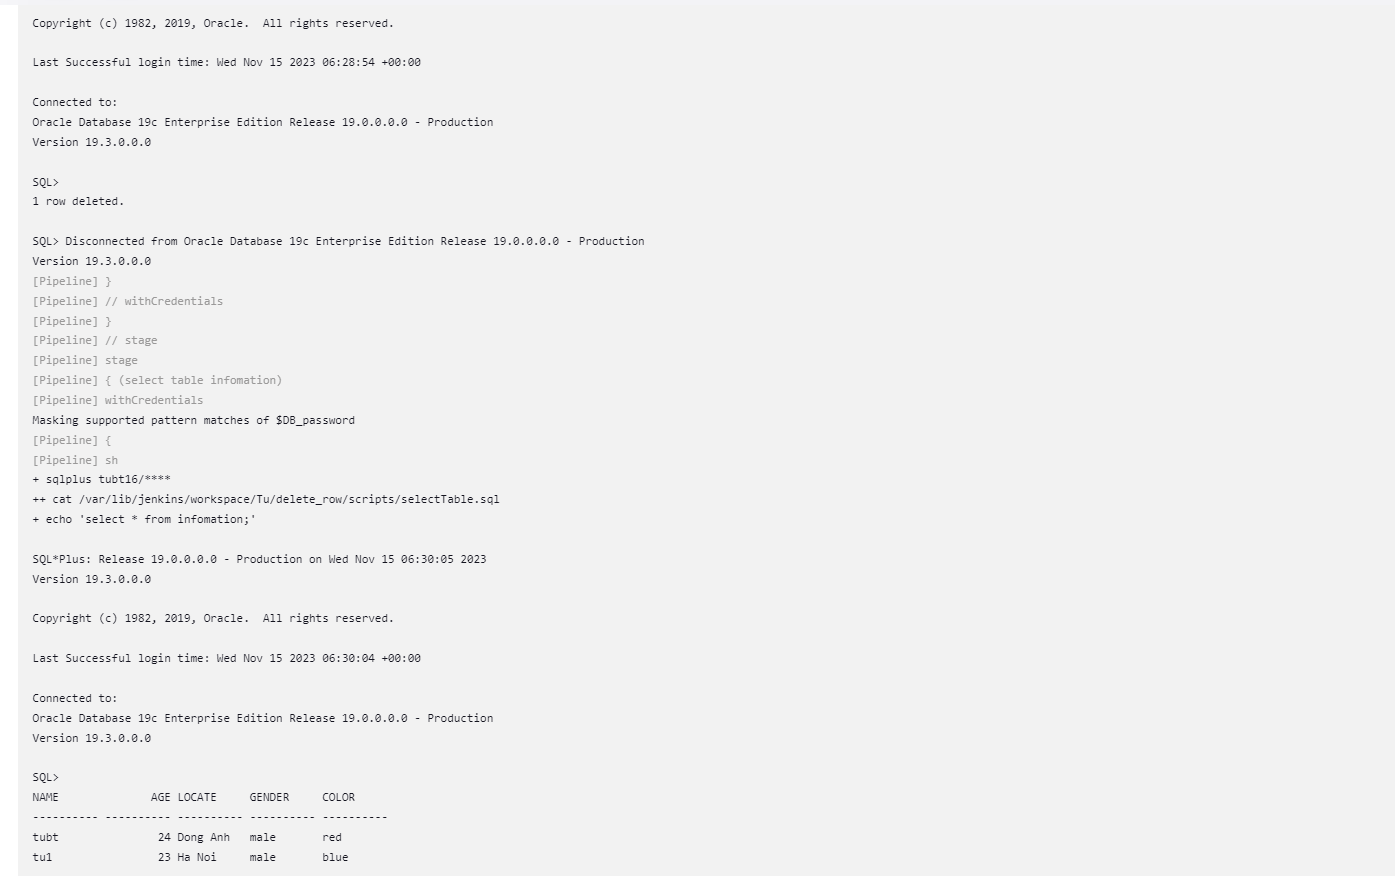 Copyright (c) 1982, 2019, Oracle.  All rights reserved.
Last Successful login time: Wed Nov 15 2023 06:28:54 +00:00
Connected to:
Oracle Database 19c Enterprise Edition Release 19.0.0.0.0 - Production
Version 19.3.0.0.0
SQL>
1 row deleted.
SQL> Disconnected from Oracle Database 19c Enterprise Edition Release 19.0.0.0.0 - Production
Version 19.3.0.0.0
[Pipeline] }
[Pipeline] // withCredentials
[Pipeline] }
[Pipeline] // stage
[Pipeline] stage
[Pipeline] { (select table infomation)
[Pipeline] withCredentials
Masking supported pattern matches of $DB_password
[Pipeline] {
[Pipeline] sh
+ sqlplus tubt16/****
++ cat /var/lib/jenkins/workspace/Tu/delete_row/scripts/selectTable.sql
+ echo 'select * from infomation;'
SQL*Plus: Release 19.0.0.0.0 - Production on Wed Nov 15 06:30:05 2023
Version 19.3.0.0.0
Copyright (c) 1982, 2019, Oracle.  All rights reserved.
Last Successful login time: Wed Nov 15 2023 06:30:04 +00:00
Connected to:
Oracle Database 19c Enterprise Edition Release 19.0.0.0.0 - Production
Version 19.3.0.0.0
SQL>
NAME              AGE LOCATE     GENDER     COLOR
---------- ---------- ---------- ---------- ----------
tubt               24 Dong Anh   male       red
tu1                23 Ha Noi     male       blue